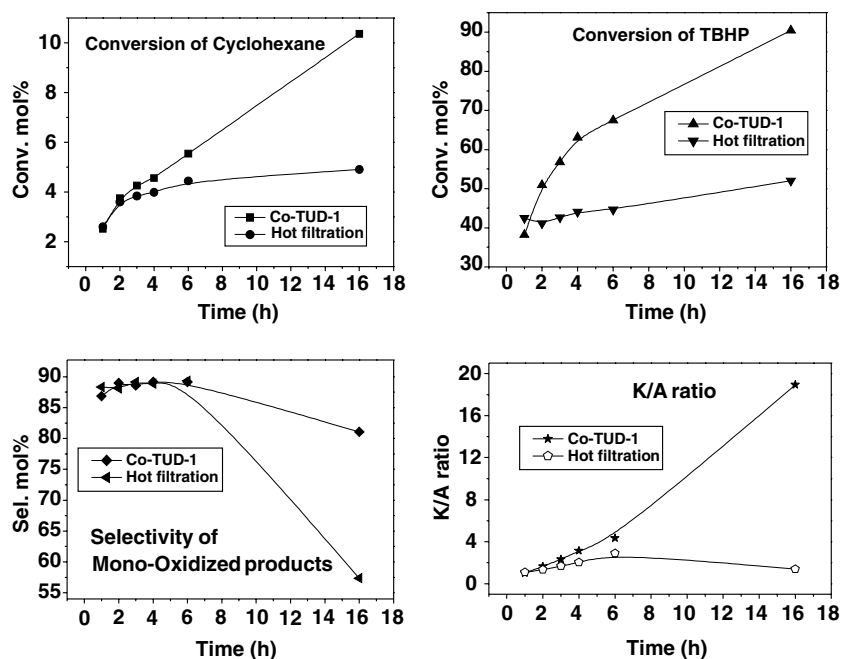 Conversion of Cyclohexane
Conv. mol%
10
8
6
4
2
Co-TUD-1
Hot filtration
0 2 4 6 8 10 12 14 16 18
Time (h)
Conversion of TBHP
Conv. mol%
90
80
70
60
50
40
30
Co-TUD-1
Hot filtration
0 2 4 6 8 10 12 14 16 18
Time (h)
Sel. mol%
90
85
80
75
70
65
60
55
Co-TUD-1
Hot filtration
Selectivity of
Mono-Oxidized products
0 2 4 6 8 10 12 14 16 18
Time (h)
K/A ratio
K/A ratio
20
16
12
8
4
0
Co-TUD-1
Hot filtration
0 2 4 6 8 10 12 14 16 18
Time (h)